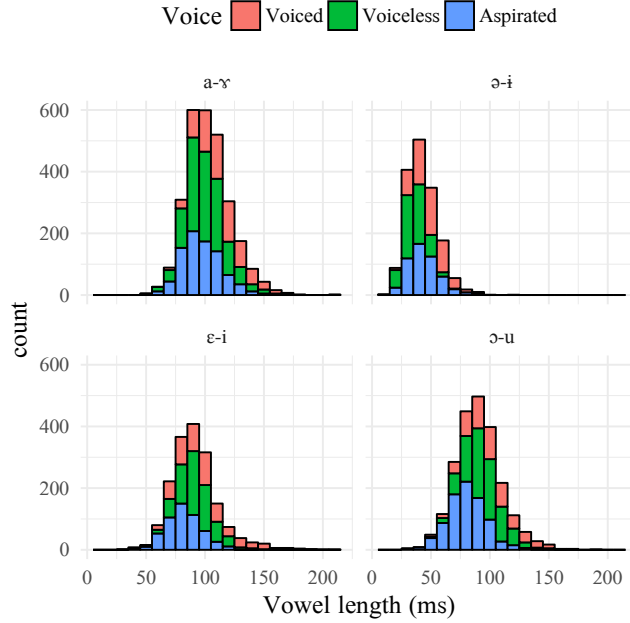 Voice Voiced Voiceless Aspirated
a-ɤ
ə-ɨ
600
400
200
0
ɛ-i
ɔ-u
600
400
200
0
count
0 50 100 150 200 0 50 100 150 200
Vowel length (ms)